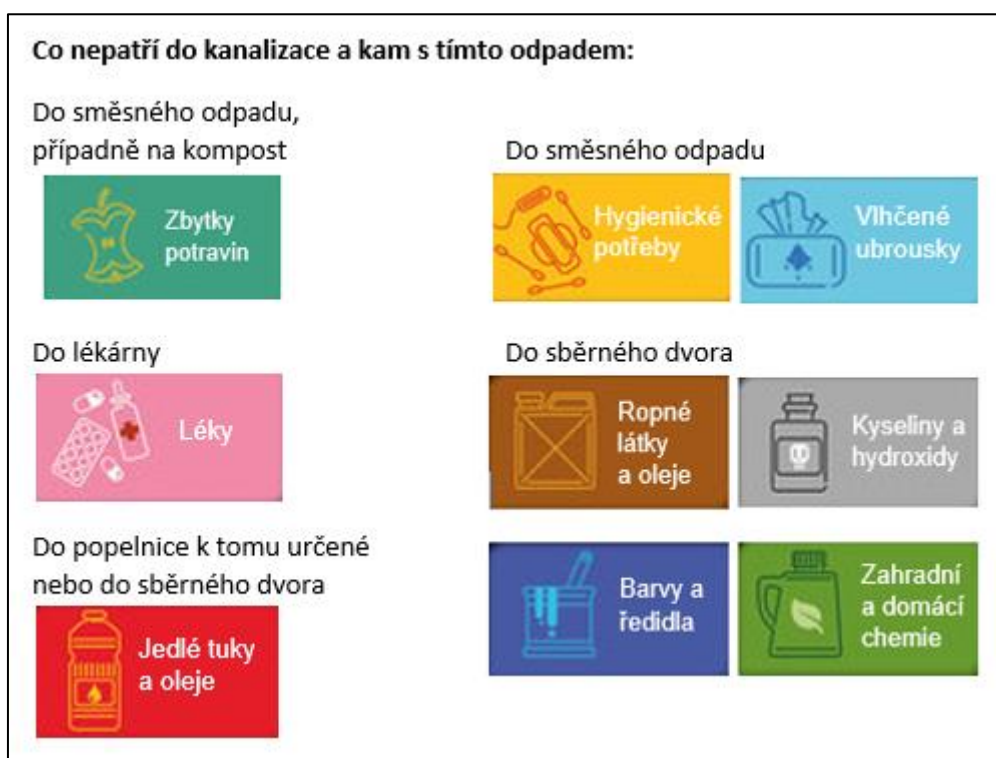 Co nepatří do kanalizace a kam s tímto odpadem:
Do směsného odpadu,
případně na kompost
Zbytky
potravin
Do směsného odpadu
Hygienické
potřeby
Vlhčené
ubrousky
Do lékárny
Léky
Do sběrného dvora
Ropné
látky
a oleje
Kyseliny a
hydroxidy
Do popelnice k tomu určené
nebo do sběrného dvora
Jedlé tuky
a oleje
Barvy a
ředidla
Zahradní
a domácí
chemie